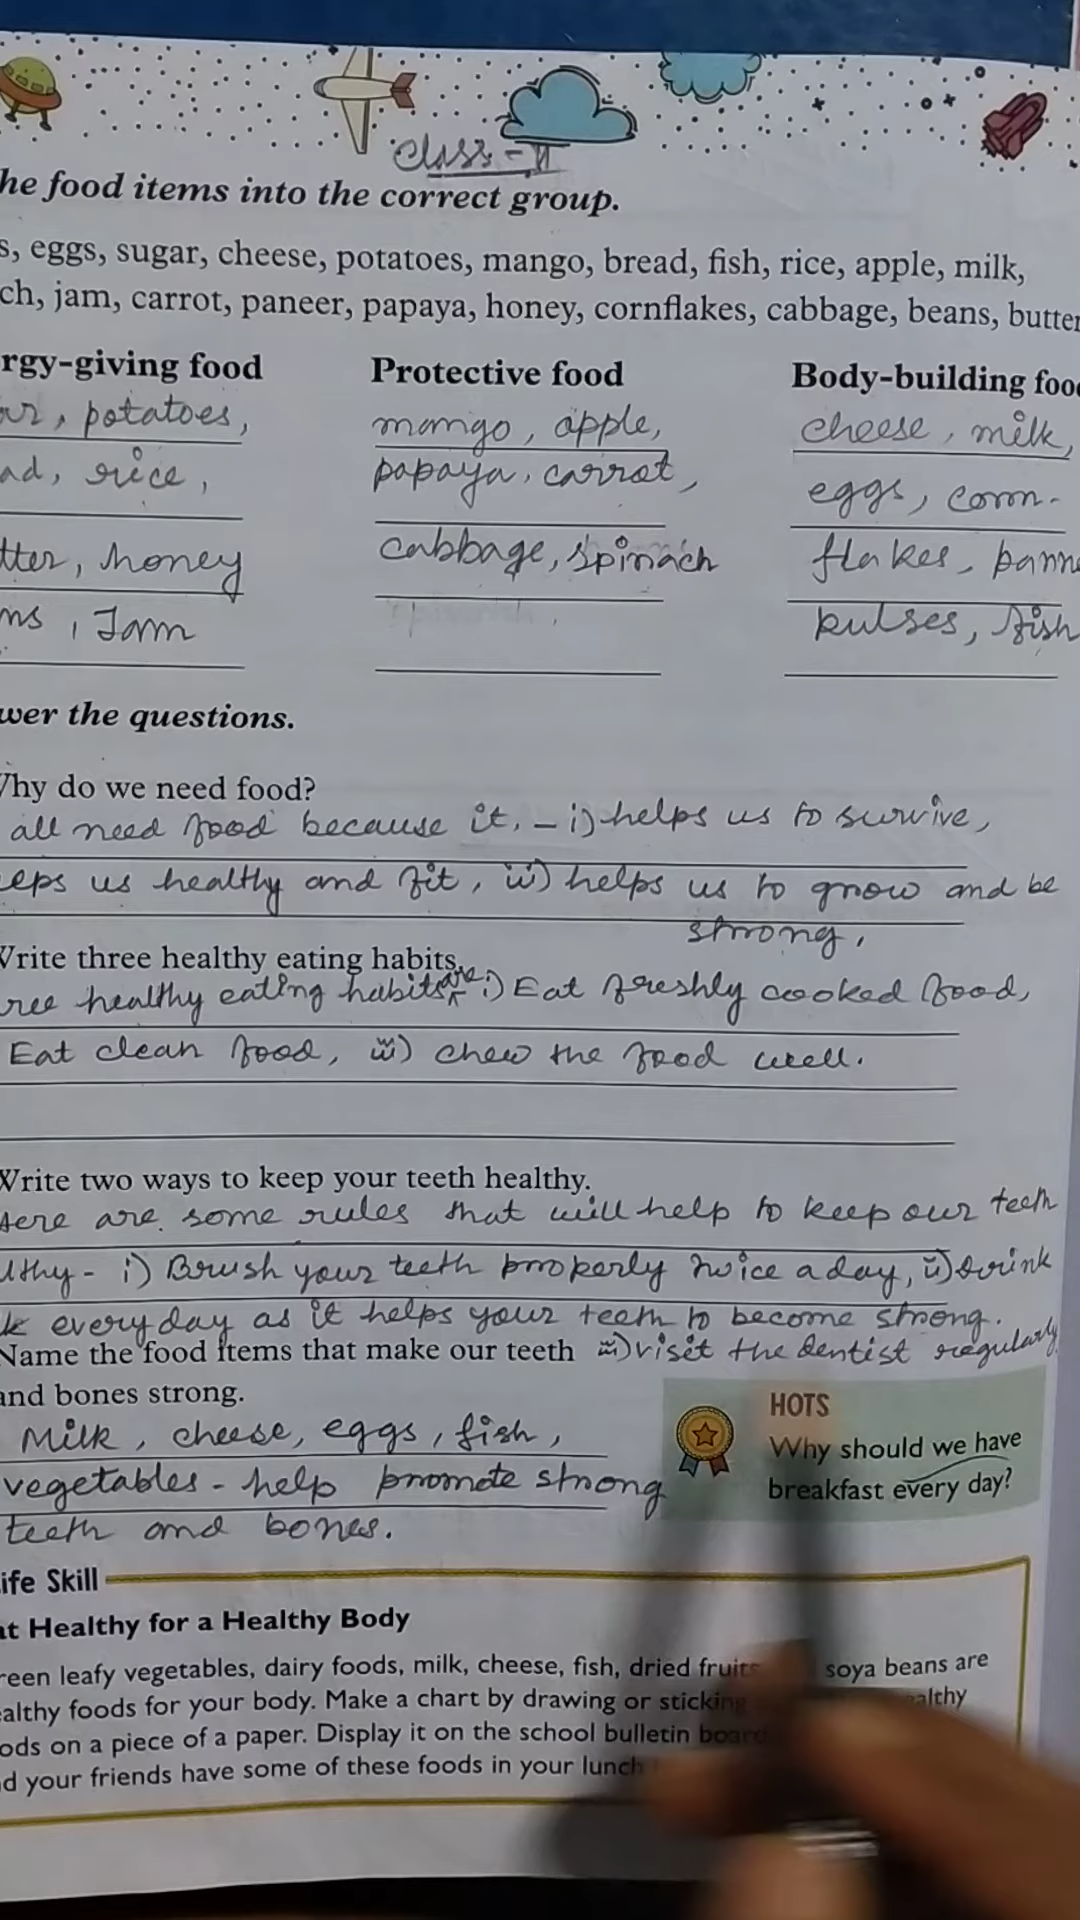 Class - II
he food items into the correct group.
s, eggs, sugar, cheese, potatoes, mango, bread, fish, rice, apple, milk,
ch, jam, carrot, paneer, papaya, honey, cornflakes, cabbage, beans, butter
rgy-giving food Protective food Body-building food
ar, potatoes, mango, apple, cheese, milk,
ad, rice, papaya, carrot, eggs, corn-
tter, honey cabbage, spinach flakes, pann
ns, Jam pulses, fish
wer the questions.
Why do we need food?
all need food because it. - i) helps us to survive,
eeps us healthy and fit, iii) helps us to grow and be
strong,
Write three healthy eating habits.
ree healthy eating habits are i) Eat freshly cooked food,
Eat clean food, iii) chew the food well.
Write two ways to keep your teeth healthy.
Here are some rules that will help to keep our teeth
lthy - i) Brush your teeth properly twice a day, ii) drink
k everyday as it helps your teeth to become strong.
Name the food items that make our teeth iii) visit the dentist regularly
and bones strong.
Milk, cheese, eggs, fish,
vegetables - help promote strong
teeth and bones.
HOTS
Why should we have
breakfast every day?
ife Skill
at Healthy for a Healthy Body
reen leafy vegetables, dairy foods, milk, cheese, fish, dried fruits soya beans are
ealthy foods for your body. Make a chart by drawing or sticking althy
ods on a piece of a paper. Display it on the school bulletin board
d your friends have some of these foods in your lunch